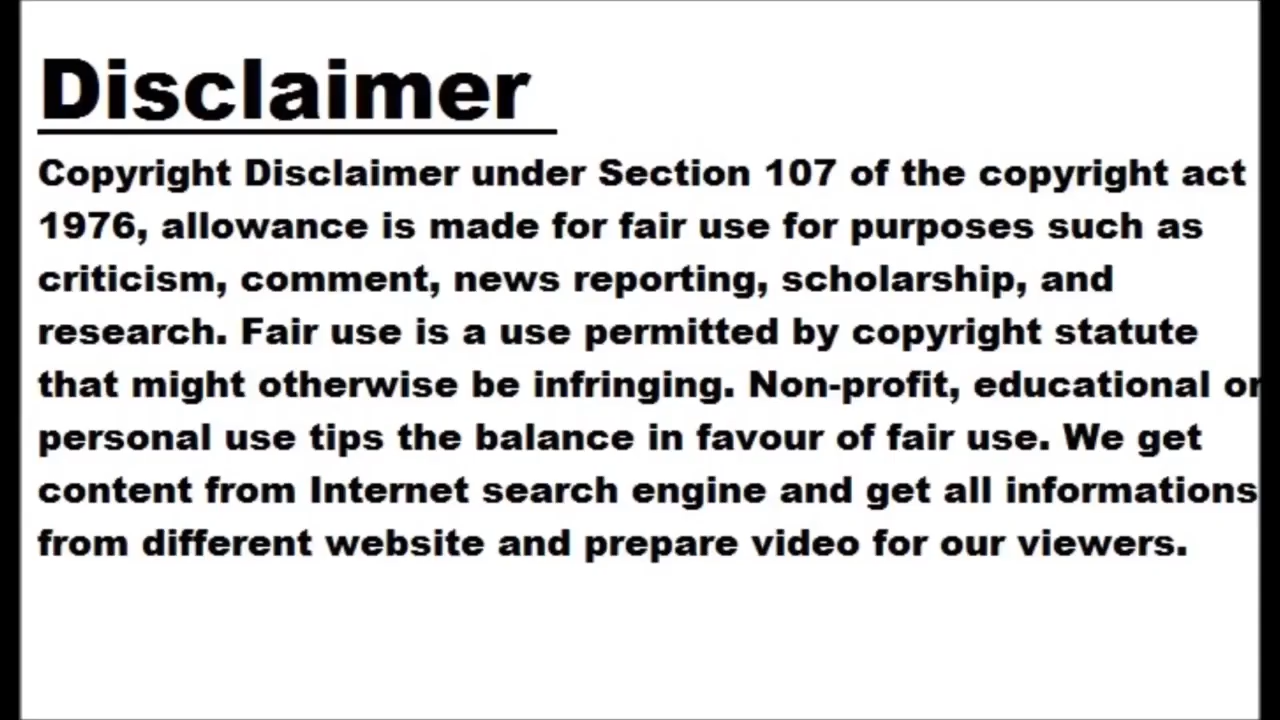 Disclaimer
Copyright Disclaimer under Section 107 of the copyright act
1976, allowance is made for fair use for purposes such as
criticism, comment, news reporting, scholarship, and
research. Fair use is a use permitted by copyright statute
that might otherwise be infringing. Non-profit, educational or
personal use tips the balance in favour of fair use. We get
content from Internet search engine and get all informations
from different website and prepare video for our viewers.